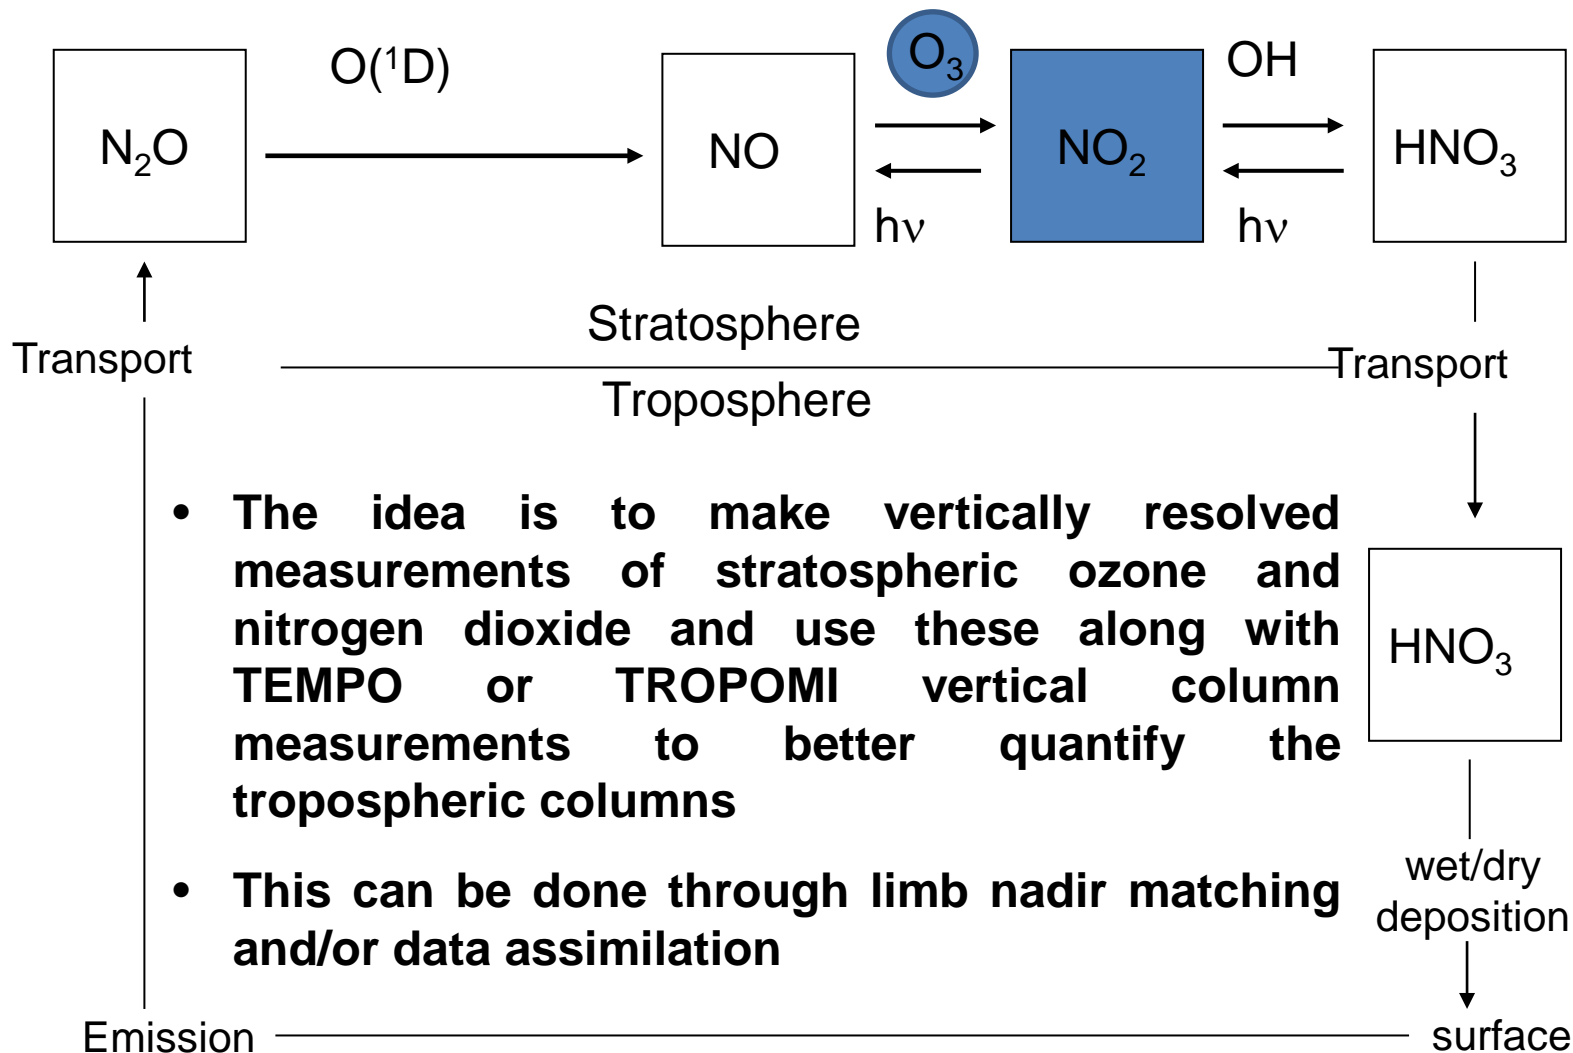 O(¹D)
O₃
OH
N₂O
NO
NO₂
HNO₃
hν
hν
Stratosphere
Transport
Transport
Troposphere
• The idea is to make vertically resolved
measurements of stratospheric ozone and
nitrogen dioxide and use these along with
TEMPO or TROPOMI vertical column
measurements to better quantify the
tropospheric columns
HNO₃
• This can be done through limb nadir matching
and/or data assimilation
wet/dry
deposition
Emission
surface